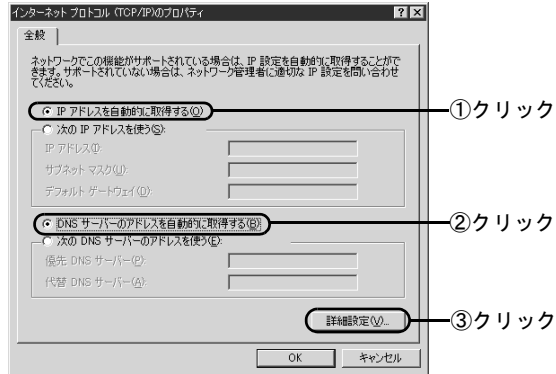 インターネット プロトコル (TCP/IP)のプロパティ
全般
ネットワークでこの機能がサポートされている場合は、IP 設定を自動的に取得することがで
きます。サポートされていない場合は、ネットワーク管理者に適切な IP 設定を問い合わせ
てください。
IP アドレスを自動的に取得する(O)
①クリック
次の IP アドレスを使う(S):
IP アドレス(I):
サブネット マスク(U):
デフォルト ゲートウェイ(D):
DNS サーバーのアドレスを自動的に取得する(B)
②クリック
次の DNS サーバーのアドレスを使う(E):
優先 DNS サーバー(P):
代替 DNS サーバー(A):
詳細設定(V)...
③クリック
OK
キャンセル